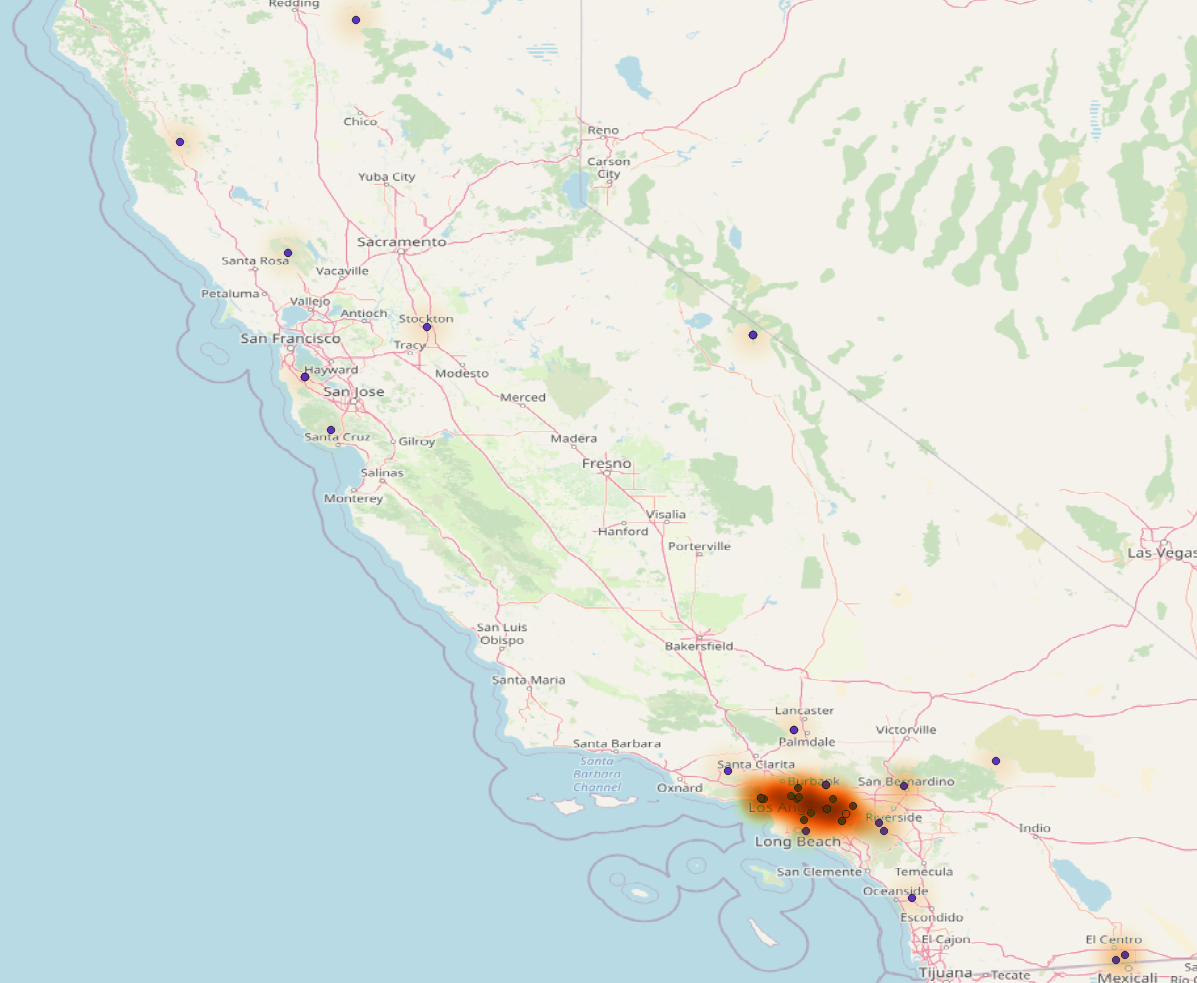 Redding
Chico
Reno
Carson
City
Yuba City
Sacramento
Santa Rosa
Vacaville
Petaluma
Vallejo
Antioch
Stockton
San Francisco
Tracy
Hayward
Modesto
San Jose
Merced
Santa Cruz
Gilroy
Madera
Fresno
Salinas
Monterey
Visalia
Hanford
Porterville
Las Vegas
San Luis
Obispo
Bakersfield
Santa Maria
Lancaster
Victorville
Santa Barbara
Palmdale
Santa
Barbara
Channel
Santa Clarita
Oxnard
Burbank
San Bernardino
Los An
Riverside
Indio
Long Beach
San Clemente
Temecula
Oceanside
Escondido
El Cajon
El Centro
Tijuana
Tecate
Mexicali
Sa
Río C